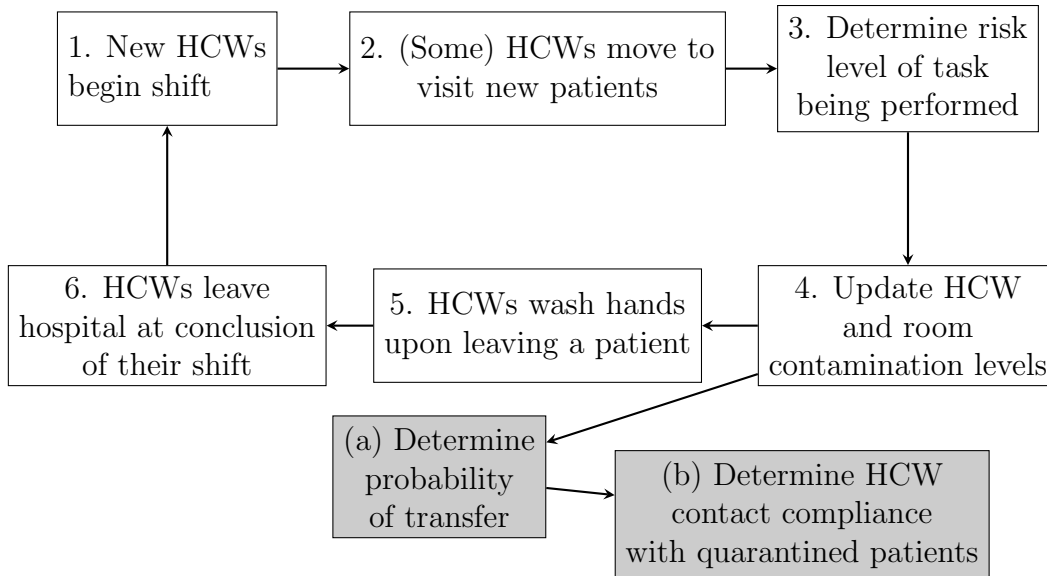 1. New HCWs
begin shift
2. (Some) HCWs move to
visit new patients
3. Determine risk
level of task
being performed
4. Update HCW
and room
contamination levels
5. HCWs wash hands
upon leaving a patient
6. HCWs leave
hospital at conclusion
of their shift
(a) Determine
probability
of transfer
(b) Determine HCW
contact compliance
with quarantined patients